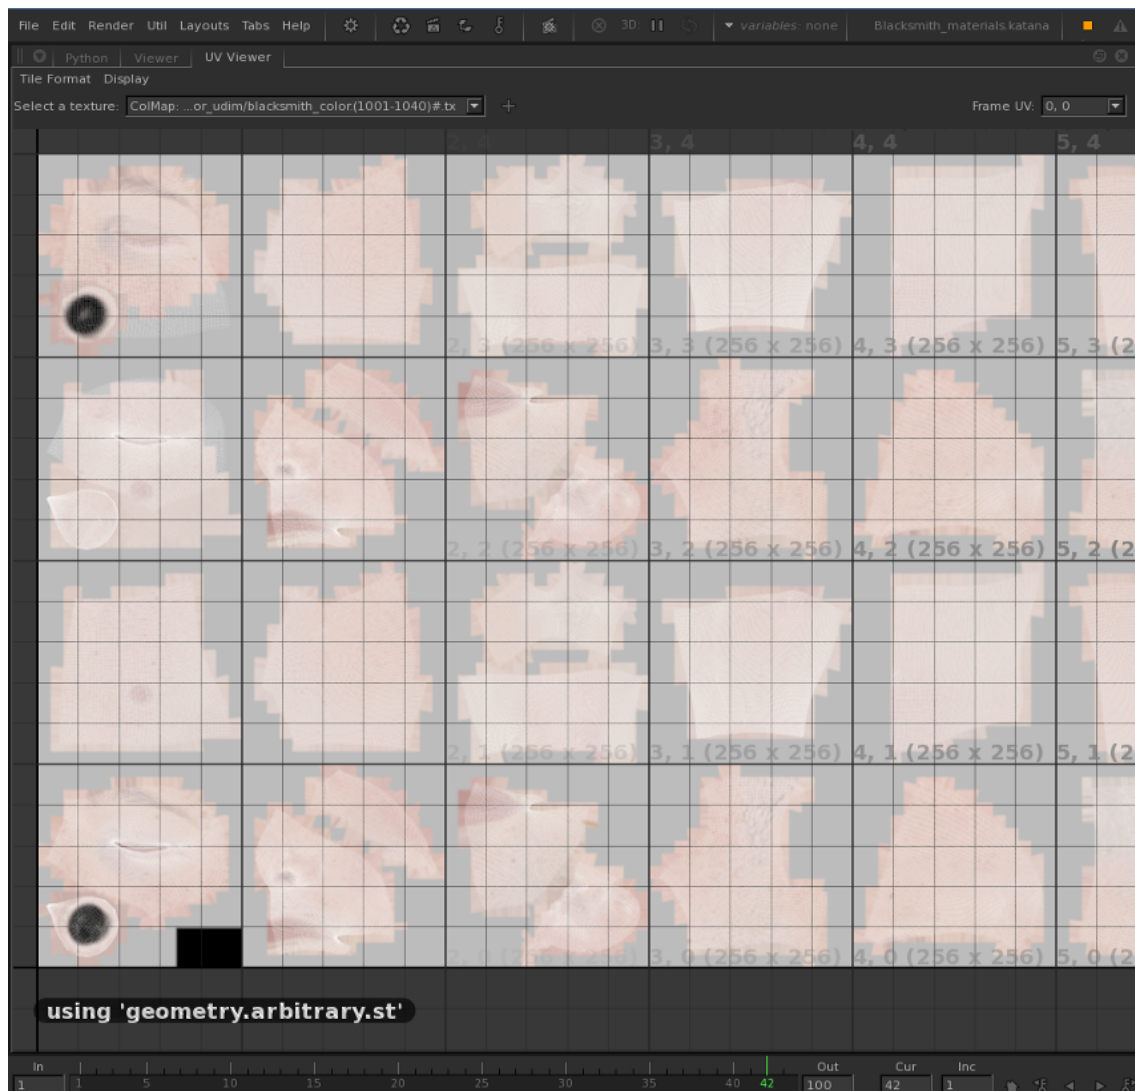 File Edit Render Util Layouts Tabs Help 3D: variables: none Blacksmith_materials.katana
Python Viewer UV Viewer
Tile Format Display
Select a texture: ColMap: ...or_udim/blacksmith_color.(1001-1040)#.tx Frame UV: 0, 0
2, 4 3, 4 4, 4 5, 4
2, 3 (256 x 256) 3, 3 (256 x 256) 4, 3 (256 x 256) 5, 3 (2
2, 2 (256 x 256) 3, 2 (256 x 256) 4, 2 (256 x 256) 5, 2 (2
2, 1 (256 x 256) 3, 1 (256 x 256) 4, 1 (256 x 256) 5, 1 (2
2, 0 (256 x 256) 3, 0 (256 x 256) 4, 0 (256 x 256) 5, 0 (2
using 'geometry.arbitrary.st'
In Out Cur Inc
1 1 5 10 15 20 25 30 35 40 42 100 42 1